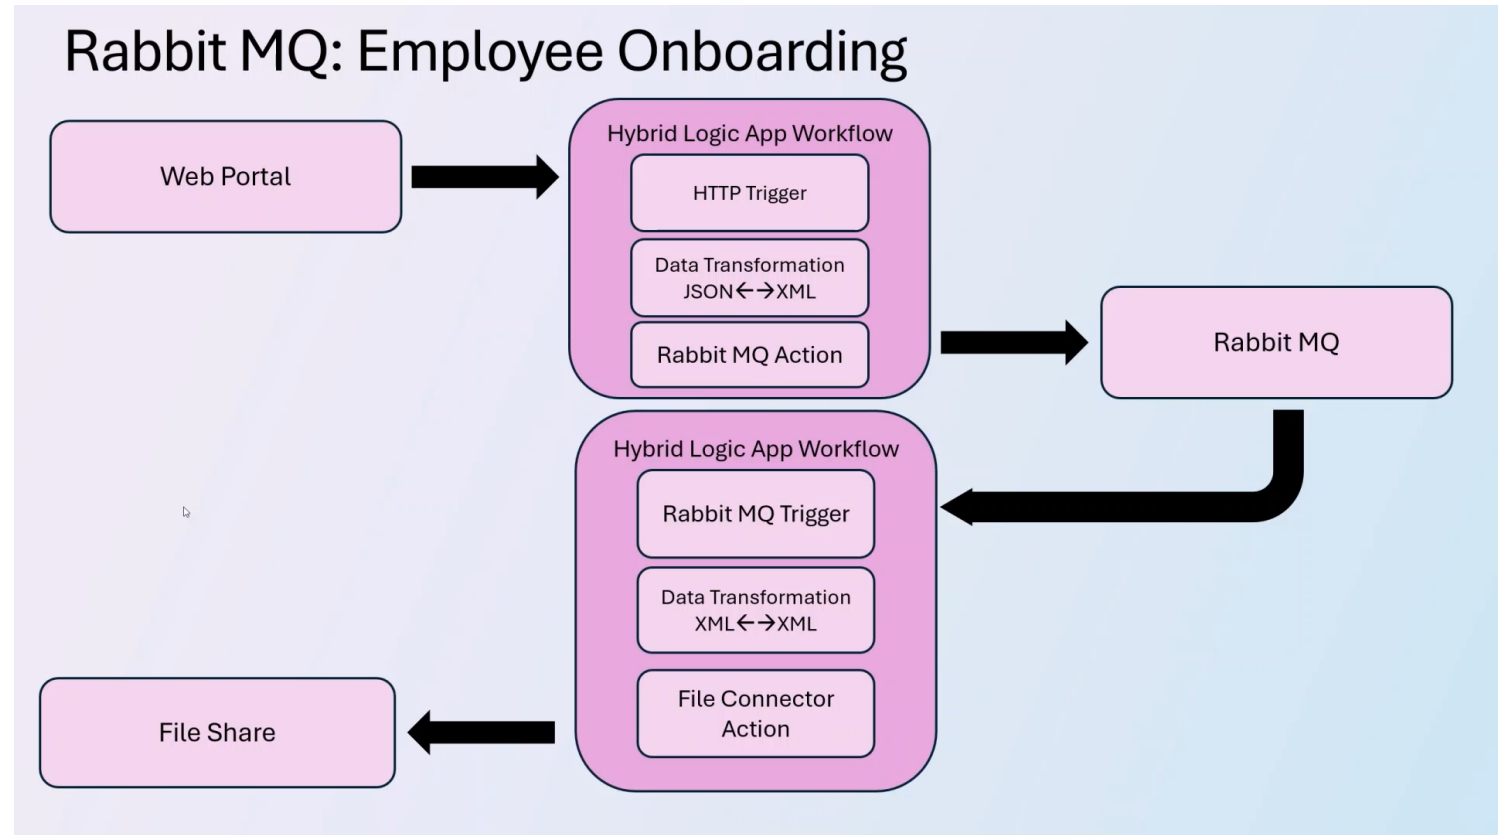 Rabbit MQ: Employee Onboarding
Web Portal
Hybrid Logic App Workflow
HTTP Trigger
Data Transformation
JSON←→XML
Rabbit MQ Action
Rabbit MQ
Hybrid Logic App Workflow
Rabbit MQ Trigger
Data Transformation
XML←→XML
File Connector
Action
File Share